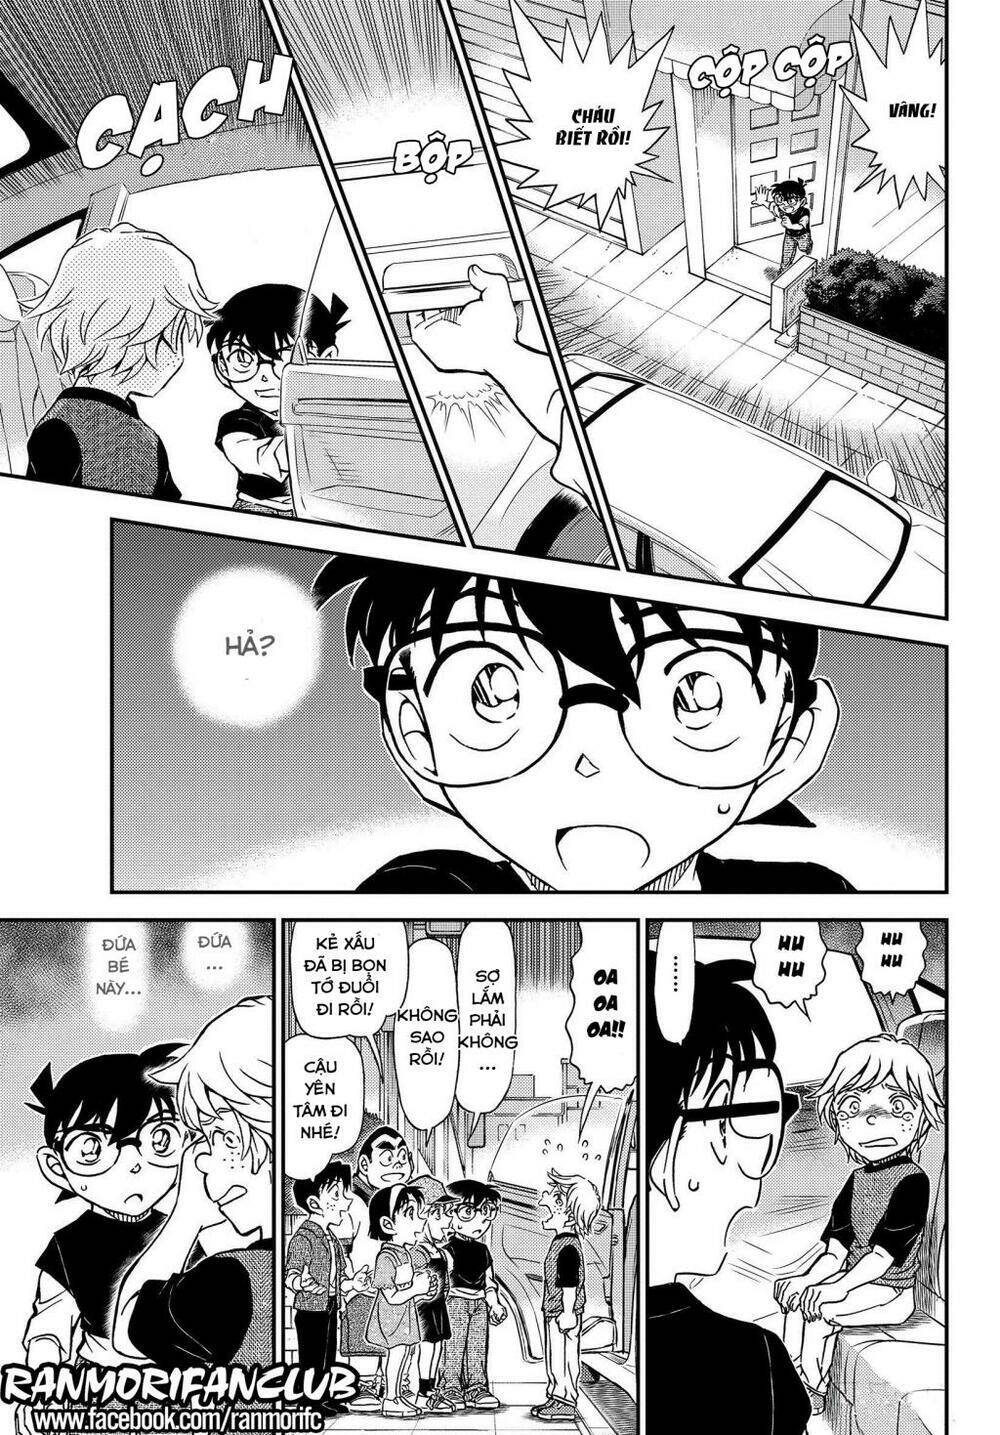 VÂNG!
CỘP CỘP
CHÁU
BIẾT RỒI!
BỘP
CẠCH
HẢ?
HU
HU
HU
HU
........
OA
OA
OA!!
SỢ
LẮM PHẢI
KHÔNG
...
KHÔNG
SAO RỒI!
KẺ XẤU
ĐÃ BỊ BỌN
TỚ ĐUỔI
ĐI RỒI!
CẬU
YÊN
TÂM ĐI
NHÉ!
ĐỨA
...
ĐỨA
BÉ
NÀY...
RANMORIFANCLUB
www.facebook.com/ranmorifc